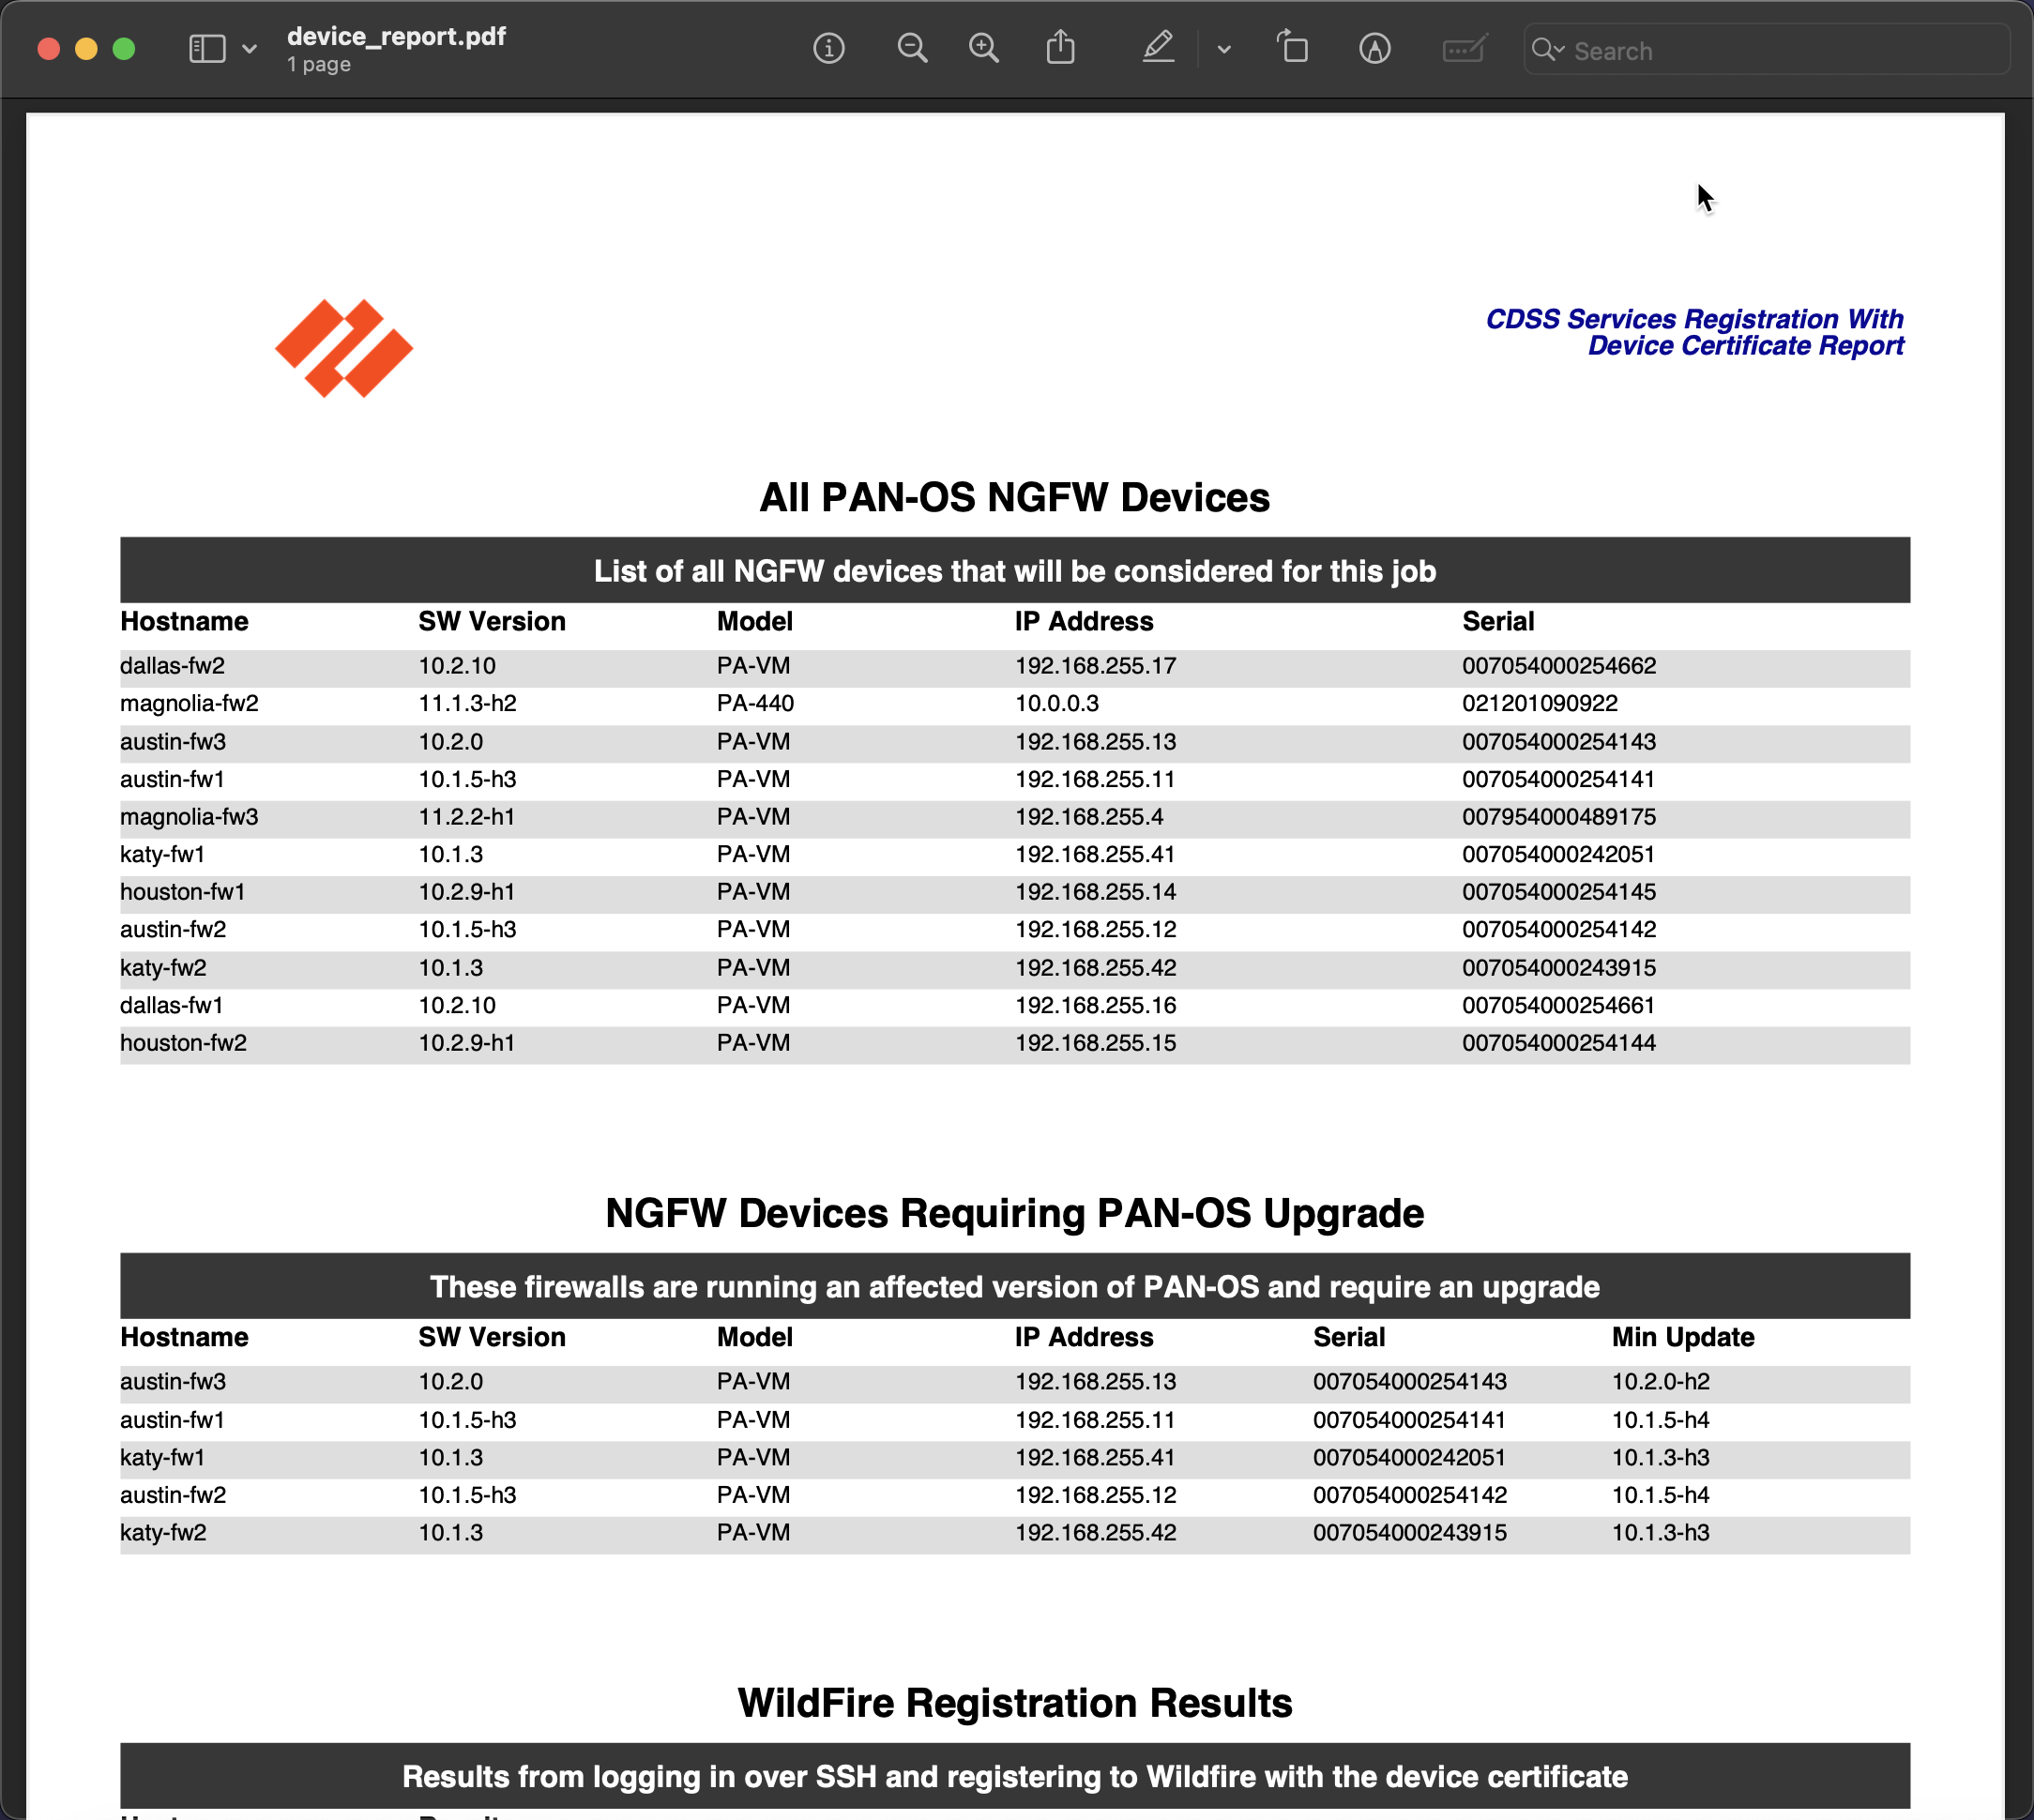 device_report.pdf
1 page
Search
CDSS Services Registration With
Device Certificate Report
All PAN-OS NGFW Devices
List of all NGFW devices that will be considered for this job
Hostname SW Version Model IP Address Serial
dallas-fw2 10.2.10 PA-VM 192.168.255.17 007054000254662
magnolia-fw2 11.1.3-h2 PA-440 10.0.0.3 021201090922
austin-fw3 10.2.0 PA-VM 192.168.255.13 007054000254143
austin-fw1 10.1.5-h3 PA-VM 192.168.255.11 007054000254141
magnolia-fw3 11.2.2-h1 PA-VM 192.168.255.4 007954000489175
katy-fw1 10.1.3 PA-VM 192.168.255.41 007054000242051
houston-fw1 10.2.9-h1 PA-VM 192.168.255.14 007054000254145
austin-fw2 10.1.5-h3 PA-VM 192.168.255.12 007054000254142
katy-fw2 10.1.3 PA-VM 192.168.255.42 007054000243915
dallas-fw1 10.2.10 PA-VM 192.168.255.16 007054000254661
houston-fw2 10.2.9-h1 PA-VM 192.168.255.15 007054000254144
NGFW Devices Requiring PAN-OS Upgrade
These firewalls are running an affected version of PAN-OS and require an upgrade
Hostname SW Version Model IP Address Serial Min Update
austin-fw3 10.2.0 PA-VM 192.168.255.13 007054000254143 10.2.0-h2
austin-fw1 10.1.5-h3 PA-VM 192.168.255.11 007054000254141 10.1.5-h4
katy-fw1 10.1.3 PA-VM 192.168.255.41 007054000242051 10.1.3-h3
austin-fw2 10.1.5-h3 PA-VM 192.168.255.12 007054000254142 10.1.5-h4
katy-fw2 10.1.3 PA-VM 192.168.255.42 007054000243915 10.1.3-h3
WildFire Registration Results
Results from logging in over SSH and registering to Wildfire with the device certificate